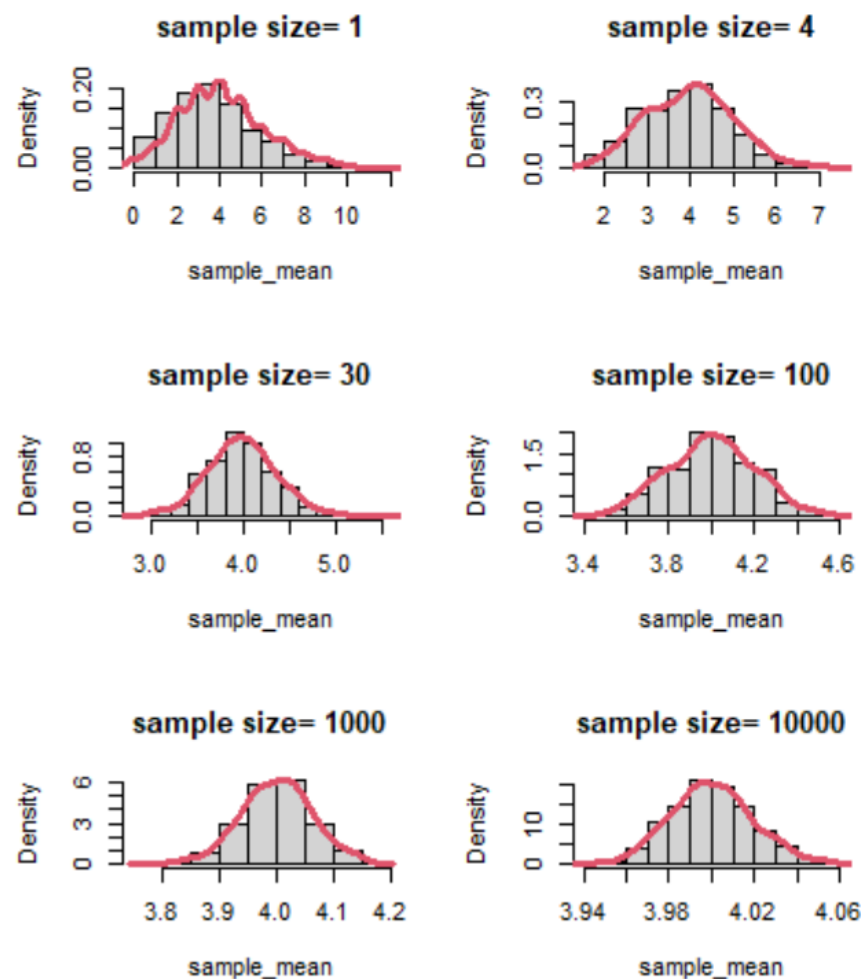 sample size= 1
Density
0.00 0.20
0 2 4 6 8 10
sample_mean
sample size= 4
Density
0.0 0.3
2 3 4 5 6 7
sample_mean
sample size= 30
Density
0.0 0.8
3.0 4.0 5.0
sample_mean
sample size= 100
Density
0.0 1.5
3.4 3.8 4.2 4.6
sample_mean
sample size= 1000
Density
0 3 6
3.8 3.9 4.0 4.1 4.2
sample_mean
sample size= 10000
Density
0 10
3.94 3.98 4.02 4.06
sample_mean